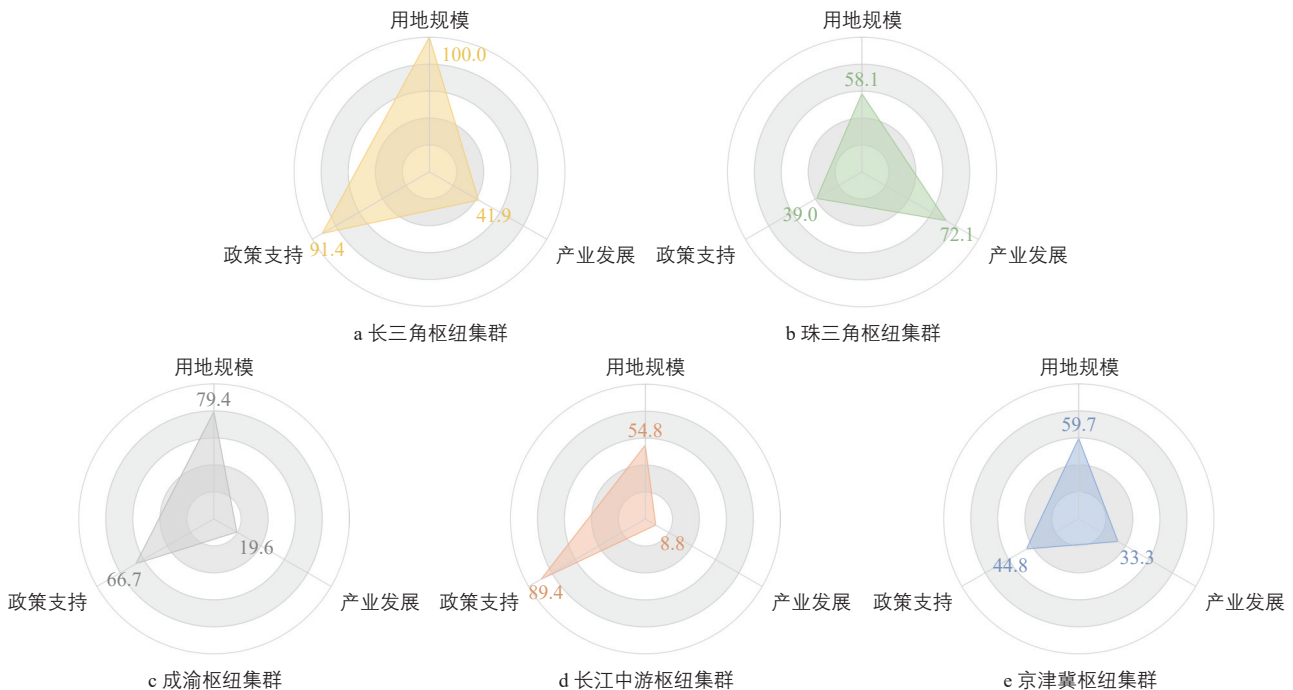 用地规模
100.0
41.9
91.4
政策支持
产业发展
a 长三角枢纽集群
用地规模
58.1
39.0
72.1
政策支持
产业发展
b 珠三角枢纽集群
用地规模
79.4
19.6
66.7
政策支持
产业发展
c 成渝枢纽集群
用地规模
54.8
8.8
89.4
政策支持
产业发展
d 长江中游枢纽集群
用地规模
59.7
33.3
44.8
政策支持
产业发展
e 京津冀枢纽集群